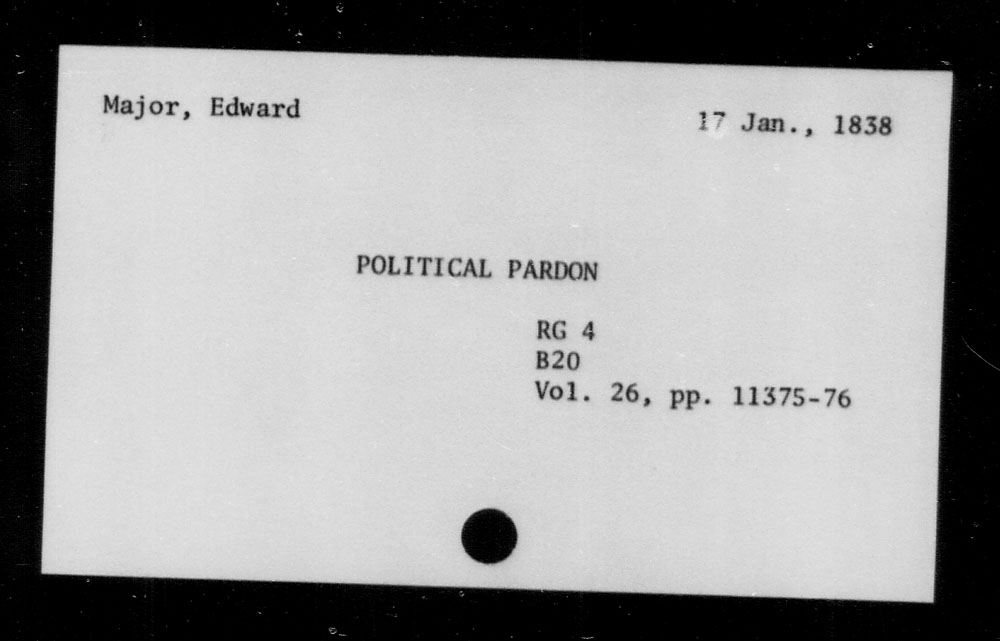 Major, Edward
17 Jan., 1838
POLITICAL PARDON
RG 4
B20
Vol. 26, pp. 11375-76